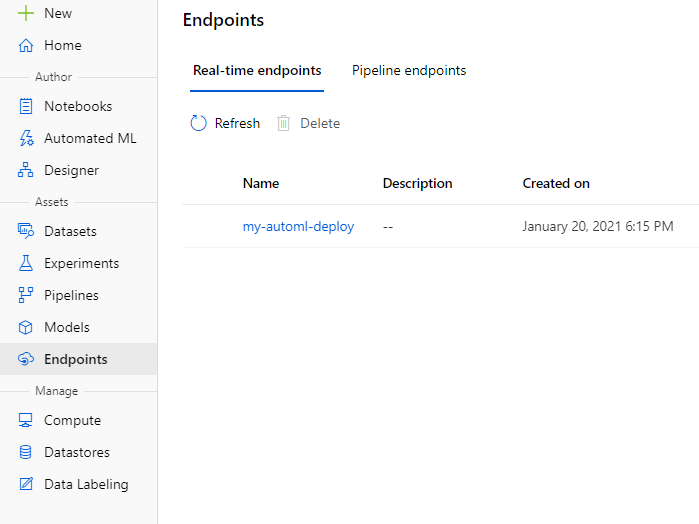 New
Home
Author
Notebooks
Automated ML
Designer
Assets
Datasets
Experiments
Pipelines
Models
Endpoints
Manage
Compute
Datastores
Data Labeling
Endpoints
Real-time endpoints Pipeline endpoints
Refresh Delete
Name Description Created on
my-automl-deploy -- January 20, 2021 6:15 PM